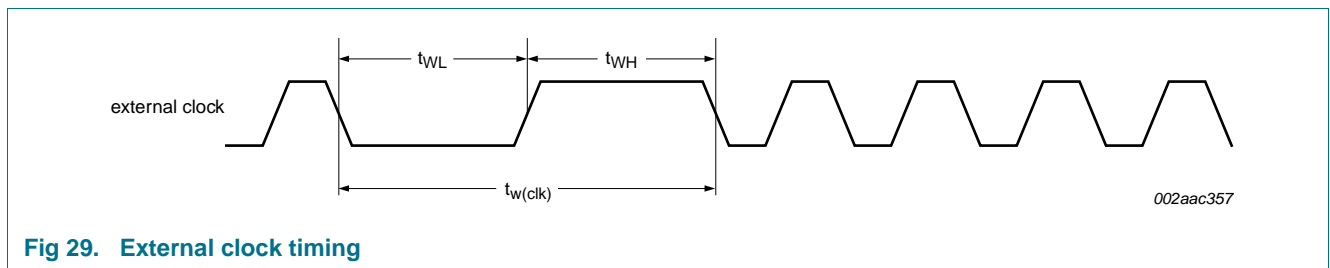 tWL
tWH
external clock
tw(clk)
002aac357
Fig 29. External clock timing